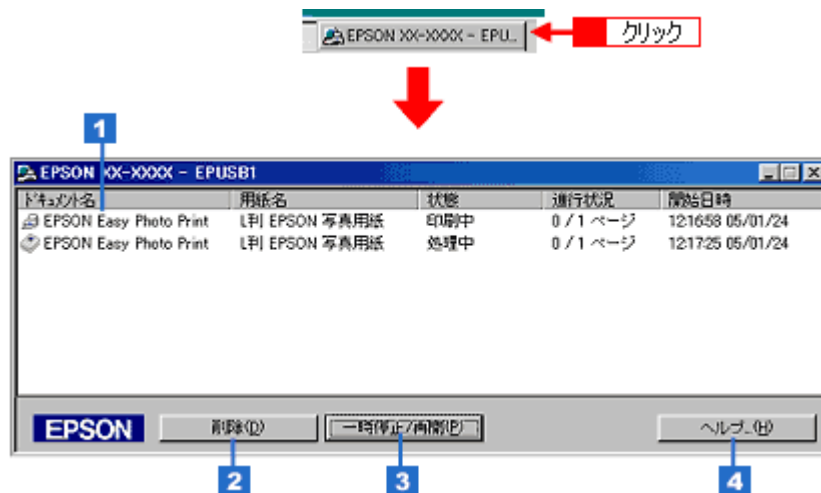 EPSON XX-XXXX - EPU...
クリック
1
EPSON XX-XXXX - EPUSB1
ドキュメント名 用紙名 状態 進行状況 開始日時
EPSON Easy Photo Print L判 EPSON 写真用紙 印刷中 0 / 1 ページ 12:16:58 05/01/24
EPSON Easy Photo Print L判 EPSON 写真用紙 処理中 0 / 1 ページ 12:17:25 05/01/24
EPSON 削除(D) 一時停止/再開(P) ヘルプ...(H)
2 3 4